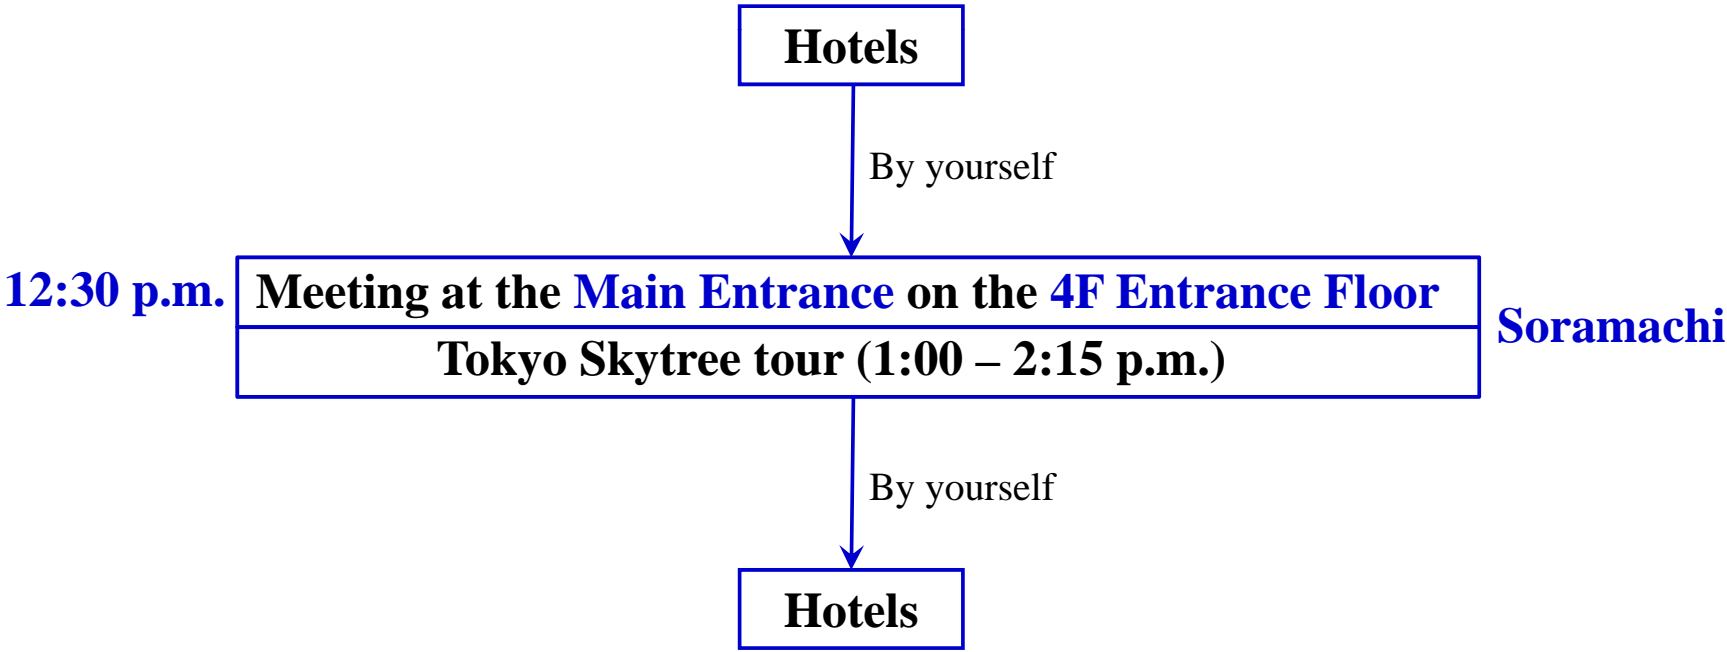 Hotels
By yourself
12:30 p.m.
Meeting at the Main Entrance on the 4F Entrance Floor
Soramachi
Tokyo Skytree tour (1:00 – 2:15 p.m.)
By yourself
Hotels